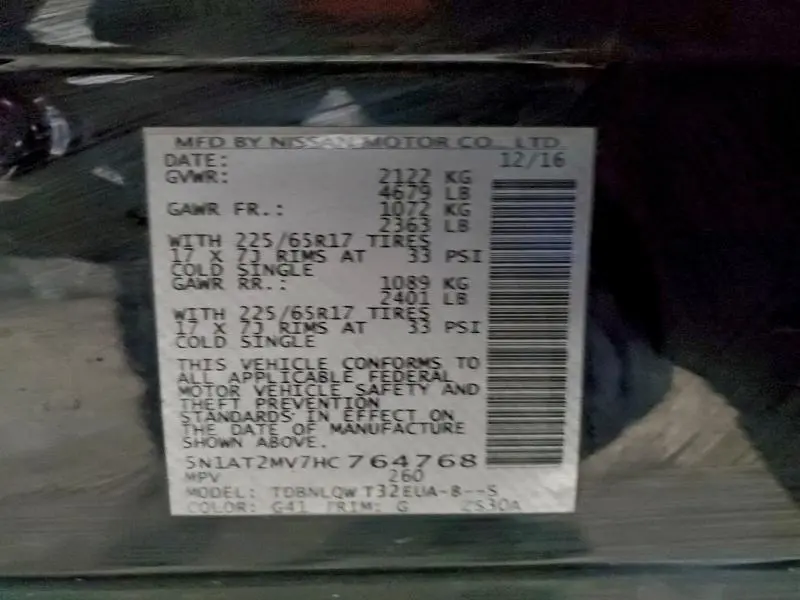 MFD BY NISSAN MOTOR CO., LTD
DATE: 12/16
GVWR: 2122 KG
4679 LB
GAWR FR.: 1072 KG
2363 LB
WITH 225/65R17 TIRES
17 X 7J RIMS AT 33 PSI
COLD SINGLE
GAWR RR.: 1089 KG
2401 LB
WITH 225/65R17 TIRES
17 X 7J RIMS AT 33 PSI
COLD SINGLE
THIS VEHICLE CONFORMS TO
ALL APPLICABLE FEDERAL
MOTOR VEHICLE SAFETY AND
THEFT PREVENTION
STANDARDS IN EFFECT ON
THE DATE OF MANUFACTURE
SHOWN ABOVE.
5N1AT2MV7HC764768
MPV 260
MODEL: TDBNLQW T32EUA-B--S
COLOR: G41 TRIM: G